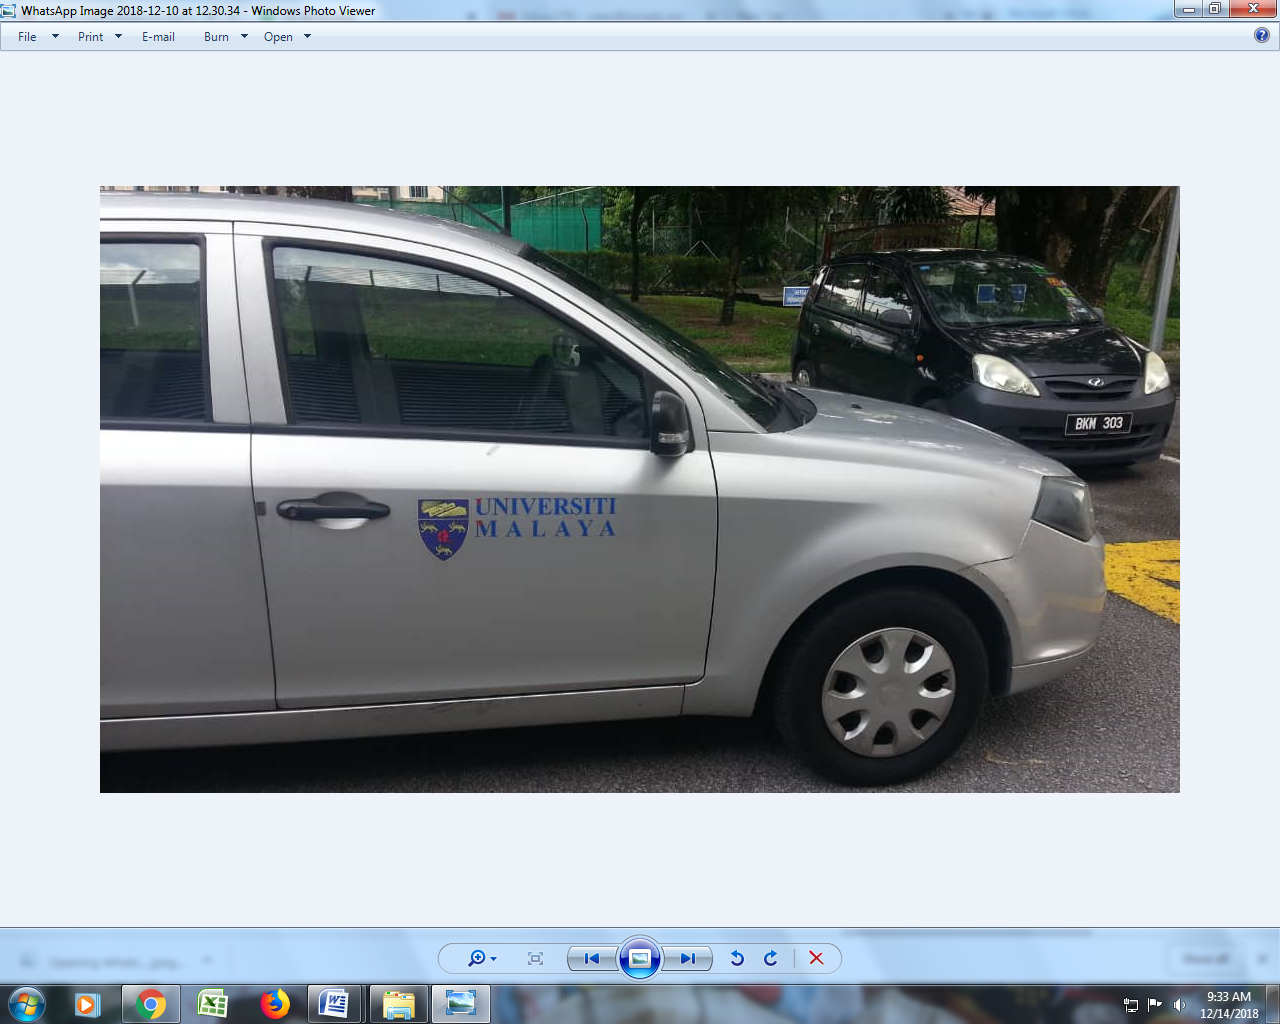 WhatsApp Image 2018-12-10 at 12.30.34 - Windows Photo Viewer
File Print E-mail Burn Open
UNIVERSITI
MALAYA
BKM 303
9:33 AM
12/14/2018